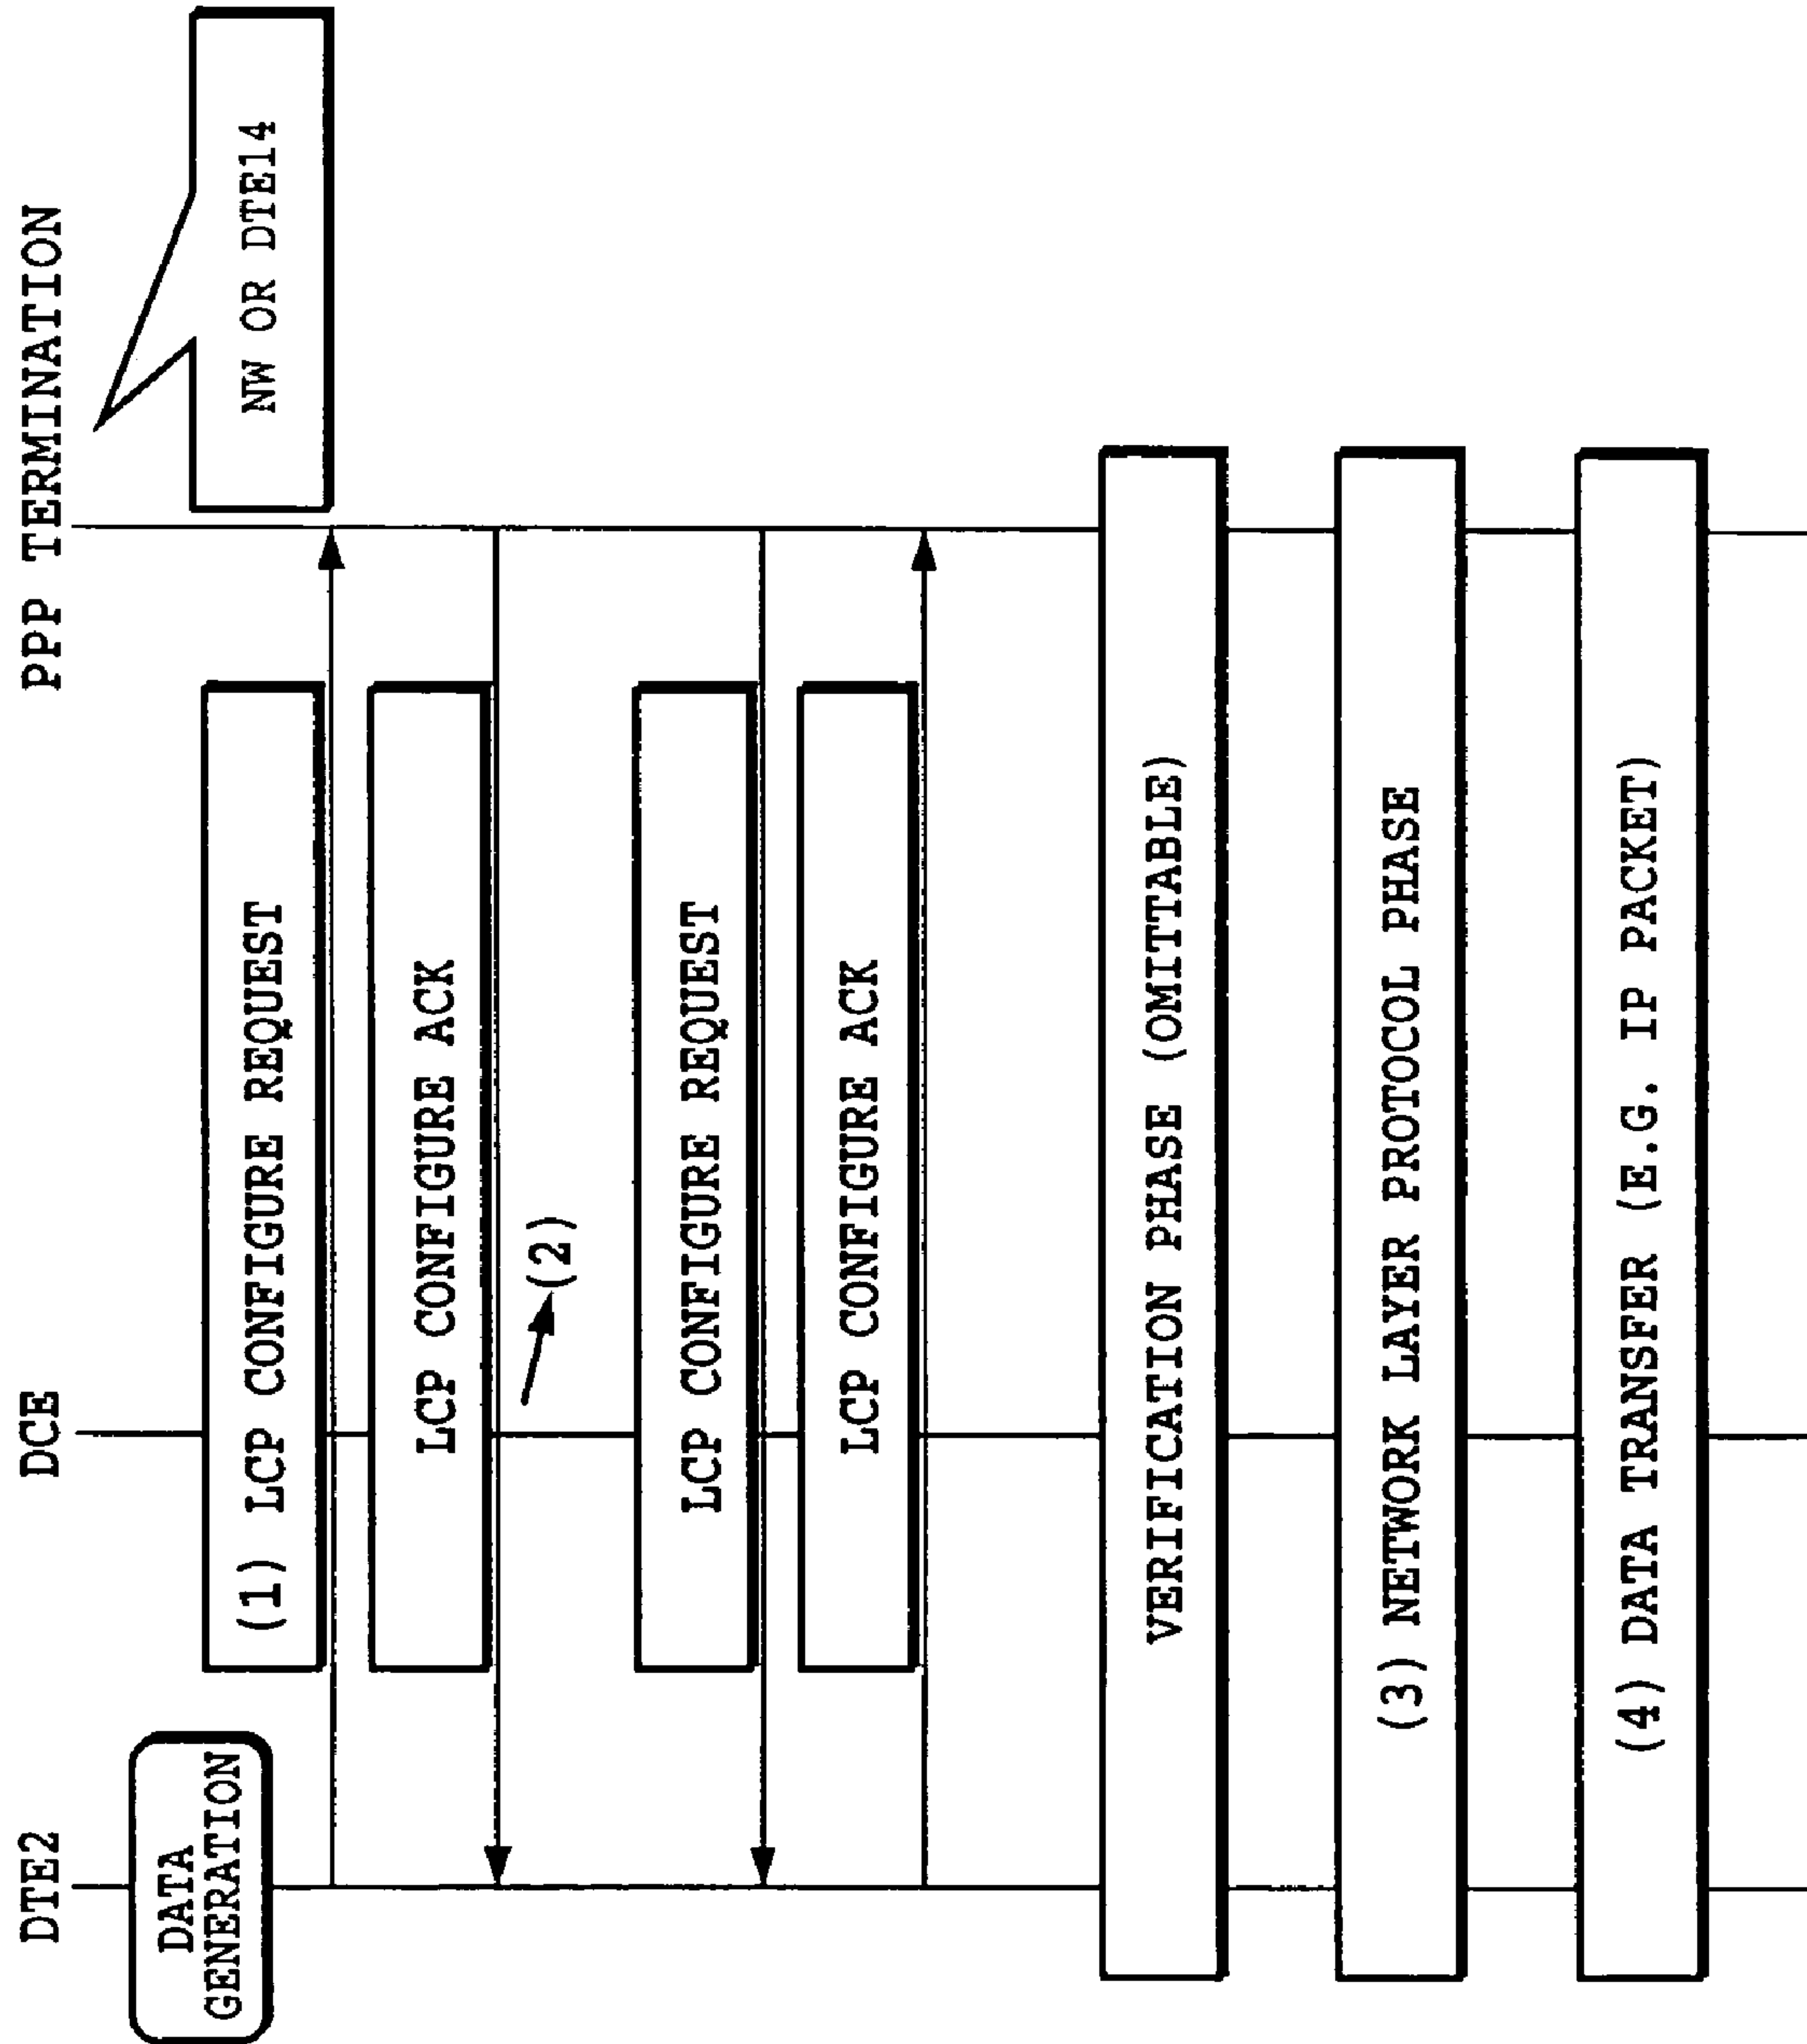 DTE2
DCE
PPP TERMINATION
DATA
GENERATION
NW OR DTE14
(1) LCP CONFIGURE REQUEST
LCP CONFIGURE ACK
(2)
LCP CONFIGURE REQUEST
LCP CONFIGURE ACK
VERIFICATION PHASE (OMITTABLE)
(3) NETWORK LAYER PROTOCOL PHASE
(4) DATA TRANSFER (E.G. IP PACKET)